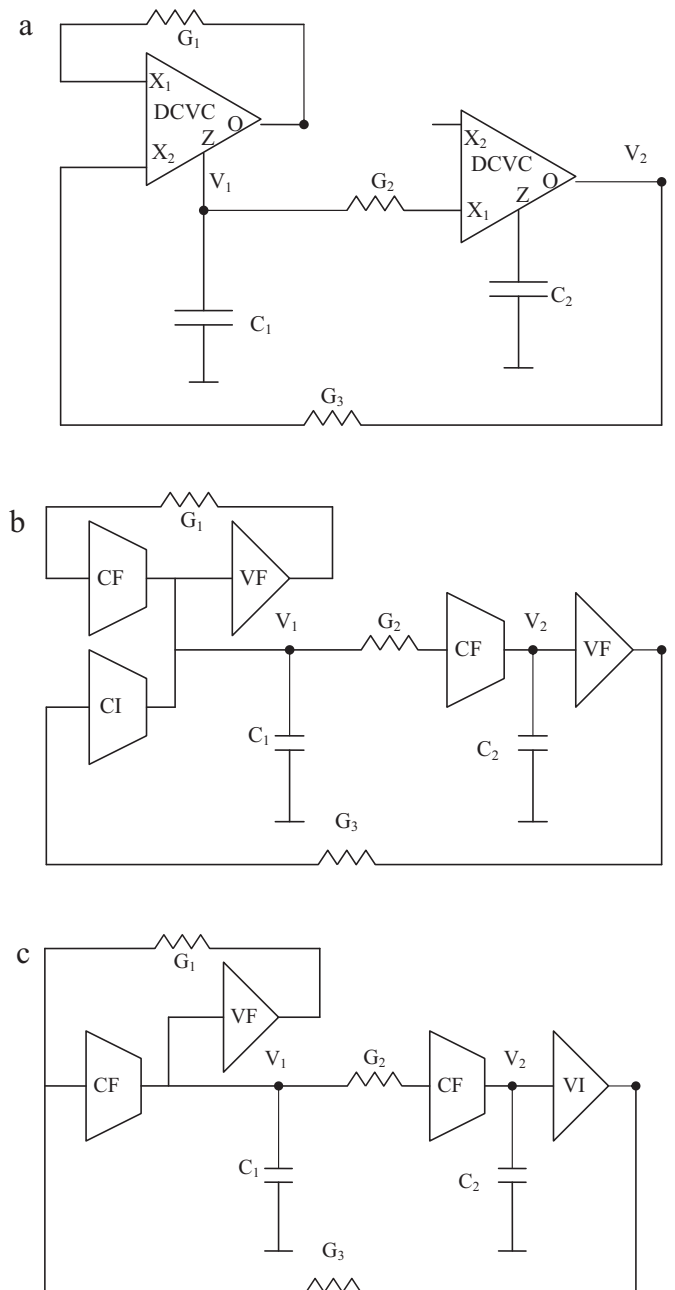 a
G₁
X₁
DCVC
O
Z
X₂
V₁
G₂
X₂
DCVC
O
Z
X₁
V₂
C₁
C₂
G₃
b
G₁
CF
VF
V₁
G₂
CF
V₂
VF
CI
C₁
C₂
G₃
c
G₁
VF
CF
V₁
G₂
CF
V₂
VI
C₁
C₂
G₃